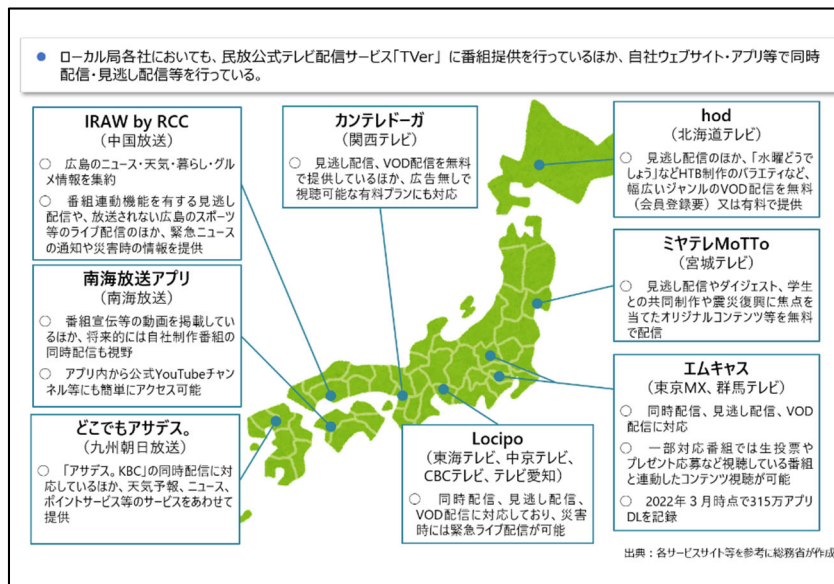 ● ローカル局各社においても、民放公式テレビ配信サービス「TVer」に番組提供を行っているほか、自社ウェブサイト・アプリ等で同時
配信・見逃し配信等を行っている。
IRAW by RCC
（中国放送）
○ 広島のニュース・天気・暮らし・グル
メ情報を集約
○ 番組連動機能を有する見逃し
配信や、放送されない広島のスポーツ
等のライブ配信のほか、緊急ニュース
の通知や災害時の情報を提供
南海放送アプリ
（南海放送）
○ 番組宣伝等の動画を掲載してい
るほか、将来的には自社制作番組の
同時配信も視野
○ アプリ内から公式YouTubeチャン
ネル等にも簡単にアクセス可能
どこでもアサデス。
（九州朝日放送）
○ 「アサデス。KBC」の同時配信に対
応しているほか、天気予報、ニュース、
ポイントサービス等のサービスをあわせて
提供
カンテレドーガ
（関西テレビ）
○ 見逃し配信、VOD配信を無料
で提供しているほか、広告無しで
視聴可能な有料プランにも対応
Locipo
（東海テレビ、中京テレビ、
CBCテレビ、テレビ愛知）
○ 同時配信、見逃し配信、
VOD配信に対応しており、災害
時には緊急ライブ配信が可能
hod
（北海道テレビ）
○ 見逃し配信のほか、「水曜どうで
しょう」などHTB制作のバラエティなど、
幅広いジャンルのVOD配信を無料
（会員登録要）又は有料で提供
ミヤテレMoTTo
（宮城テレビ）
○ 見逃し配信やダイジェスト、学生
との共同制作や震災復興に焦点を
当てたオリジナルコンテンツ等を無料
で配信
エムキャス
（東京MX、群馬テレビ）
○ 同時配信、見逃し配信、VOD
配信に対応
○ 一部対応番組では生投票や
プレゼント応募など視聴している番組
と連動したコンテンツ視聴が可能
○ 2022年３月時点で315万アプリ
DLを記録
出典：各サービスサイト等を参考に総務省が作成